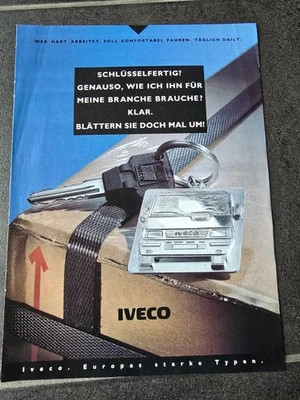 WER HART ARBEITET, SOLL KOMFORTABEL FAHREN. TÄGLICH DAILY.
SCHLÜSSELFERTIG?
GENAUSO, WIE ICH IHN FÜR
MEINE BRANCHE BRAUCHE?
KLAR.
BLÄTTERN SIE DOCH MAL UM!
IVECO
IVECO
Iveco. Europas starke Typen.